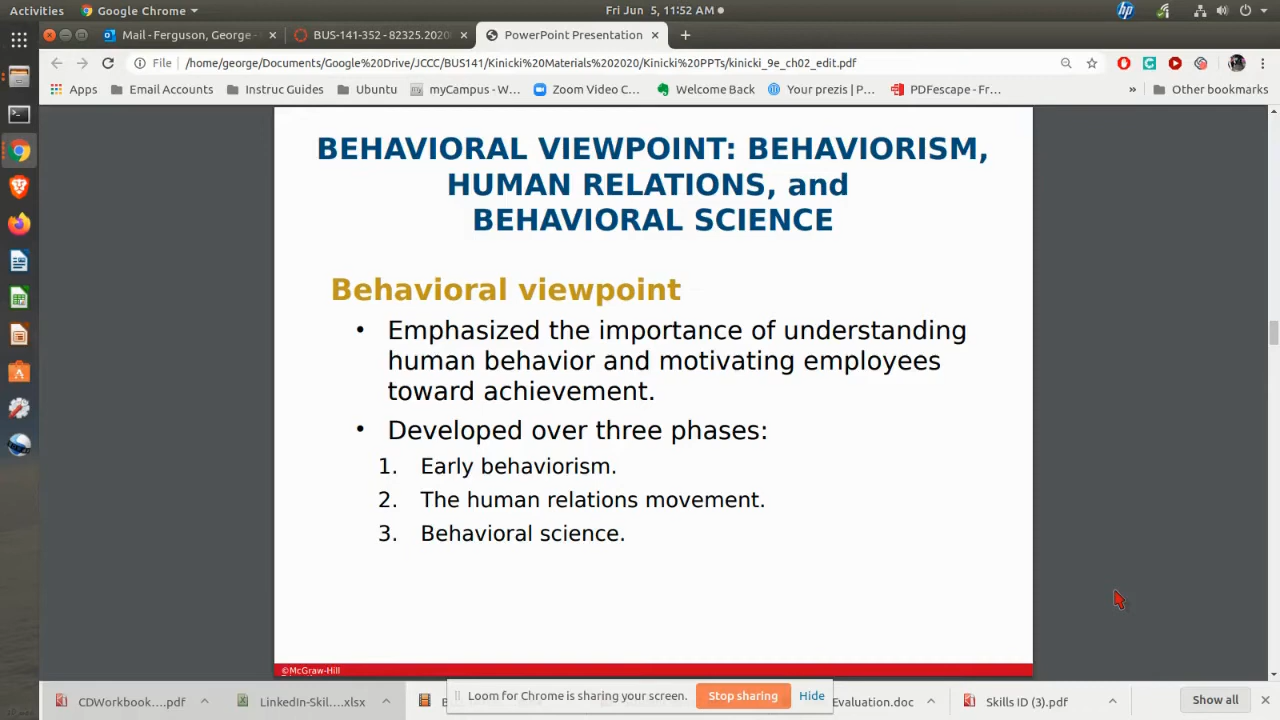 Activities Google Chrome Fri Jun 5, 11:52 AM
Mail - Ferguson, George - BUS-141-352 - 82325.2020 PowerPoint Presentation
File /home/george/Documents/Google%20Drive/JCCC/BUS141/Kinicki%20Materials%202020/Kinicki%20PPTs/kinicki_9e_ch02_edit.pdf
Apps Email Accounts Instruc Guides Ubuntu myCampus - W... Zoom Video C... Welcome Back Your prezis | P... PDFescape - Fr... » Other bookmarks
BEHAVIORAL VIEWPOINT: BEHAVIORISM,
HUMAN RELATIONS, and
BEHAVIORAL SCIENCE
Behavioral viewpoint
• Emphasized the importance of understanding
human behavior and motivating employees
toward achievement.
• Developed over three phases:
1. Early behaviorism.
2. The human relations movement.
3. Behavioral science.
©McGraw-Hill
CDWorkbook....pdf LinkedIn-Skil....xlsx Loom for Chrome is sharing your screen. Stop sharing Hide Evaluation.doc Skills ID (3).pdf Show all